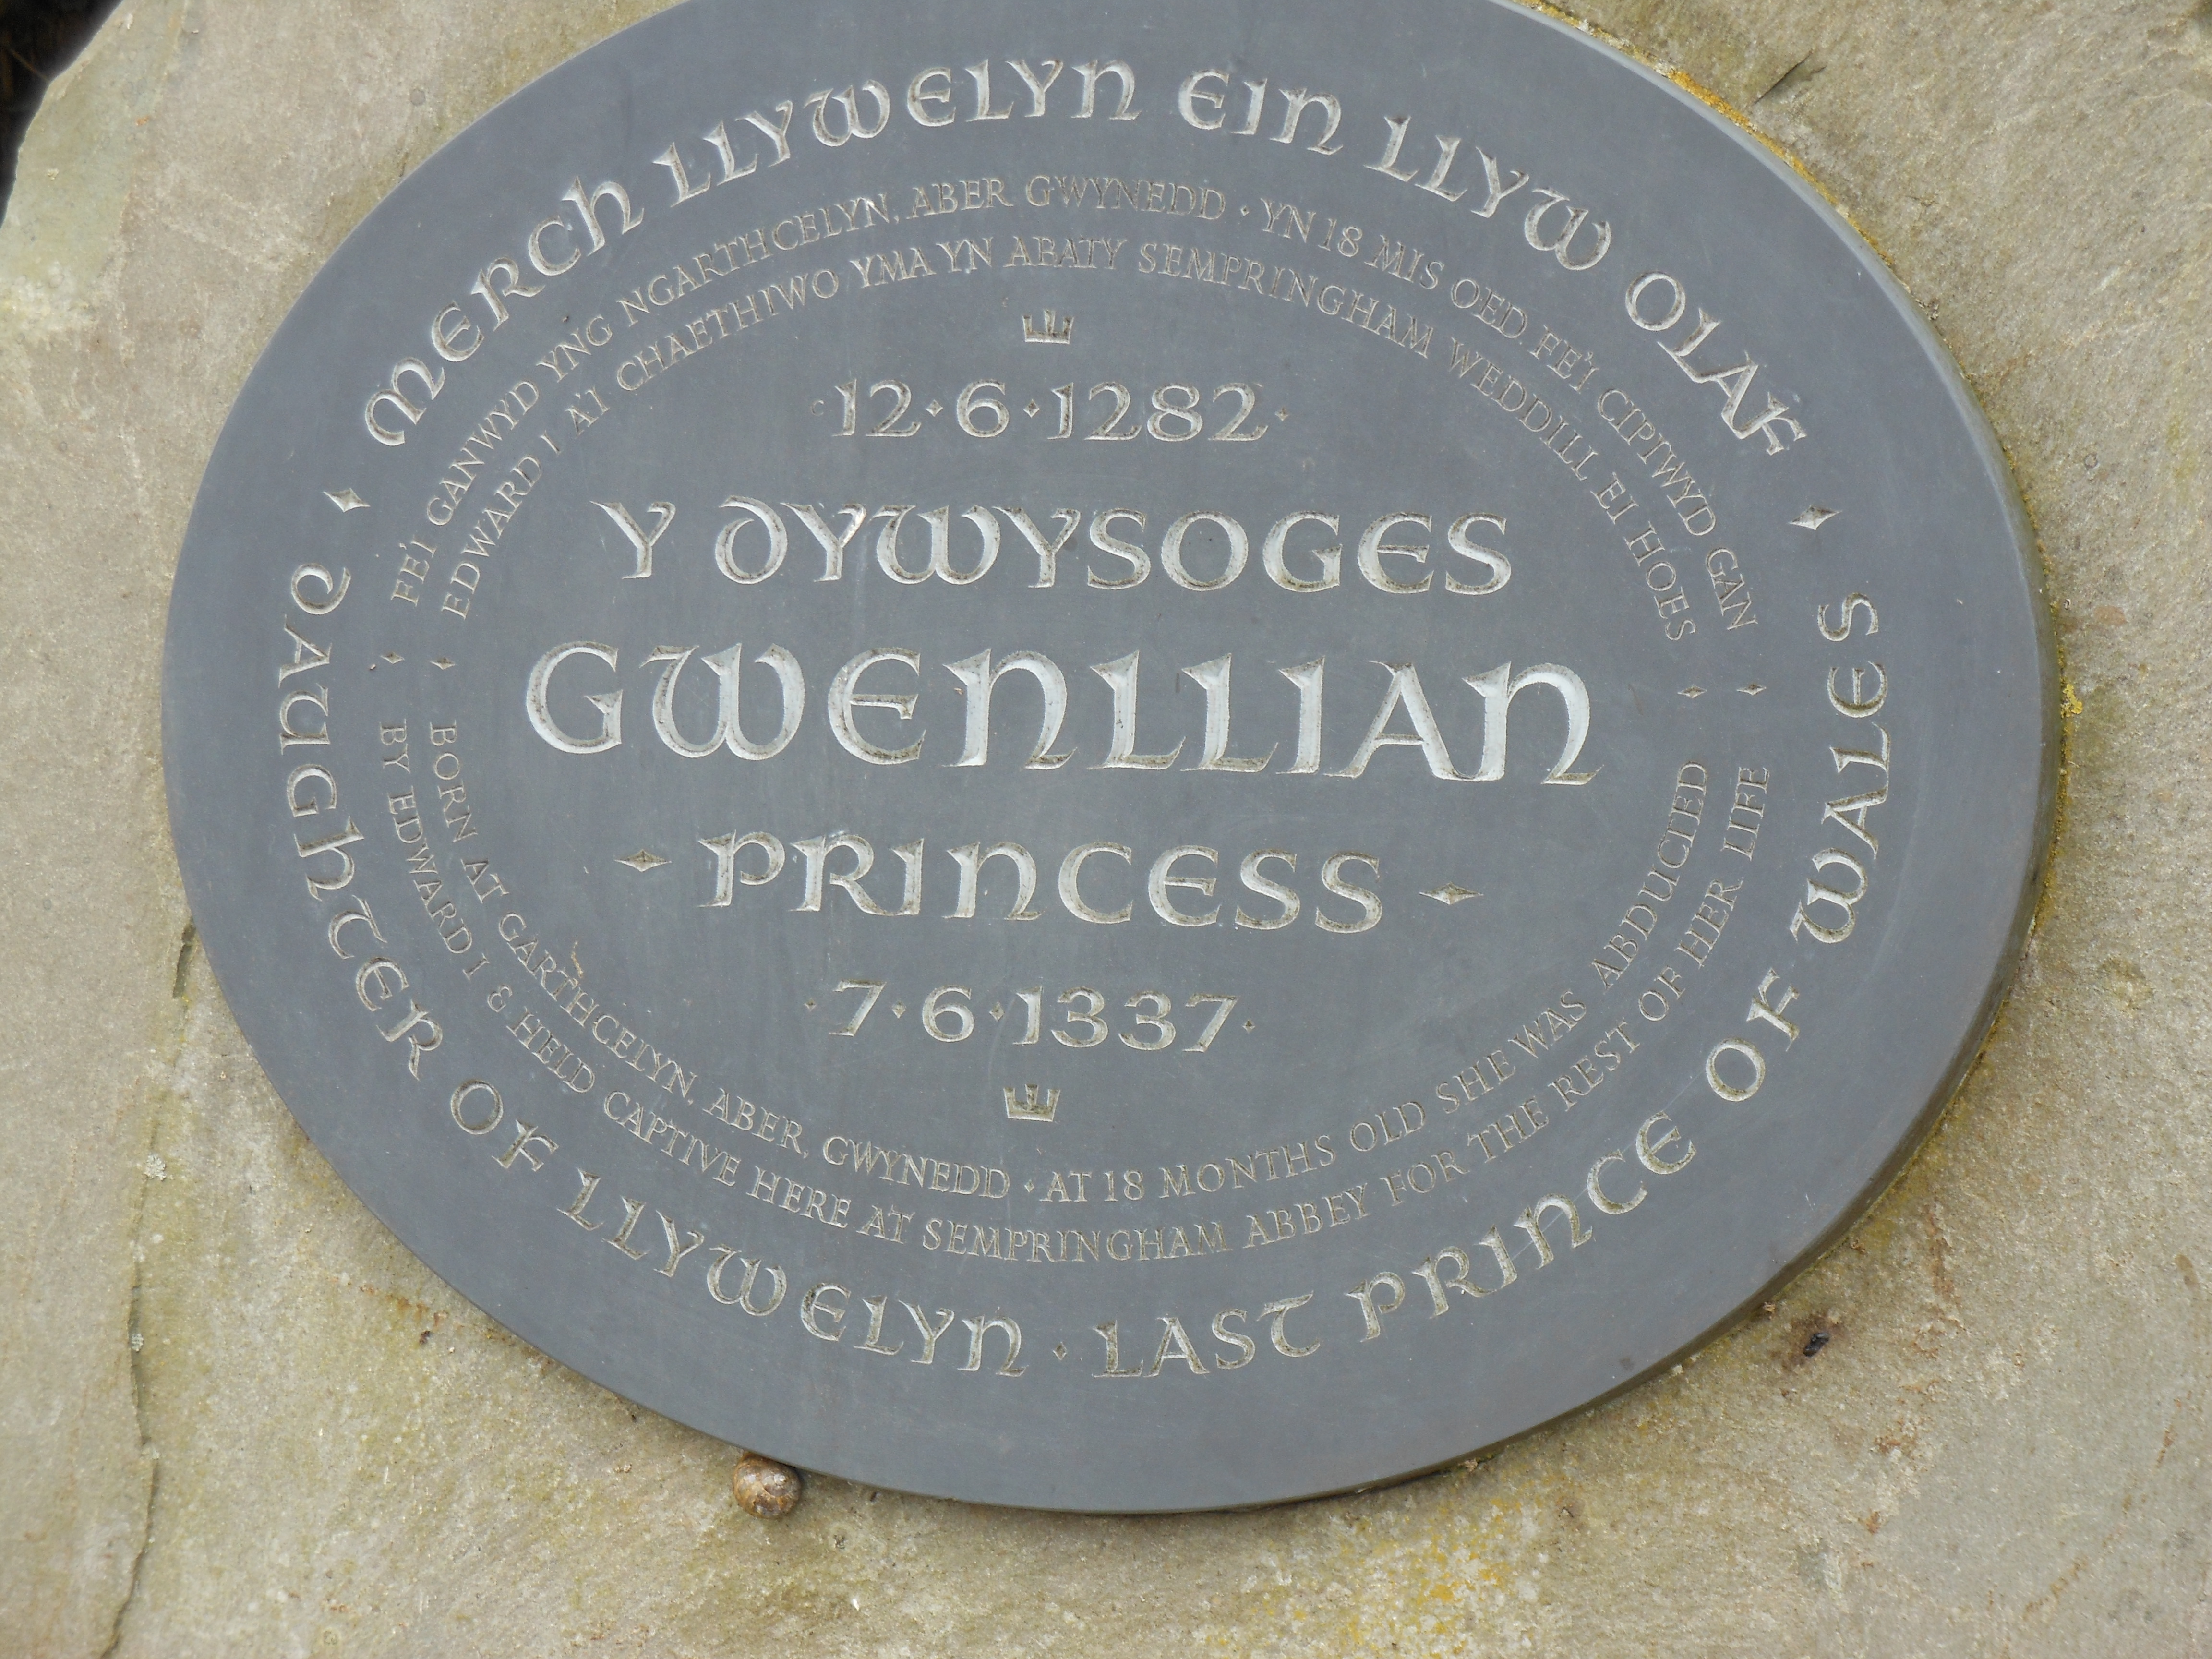 MERCH LLYWELYN EIN LLYW OLAF
FE'I GANWYD YNG NGARTHCELYN, ABER GWYNEDD · YN 18 MIS OED FE'I CIPIWYD GAN
EDWARD I A'I CHAETHIWO YMA YN ABATY SEMPRINGHAM WEDDILL EI HOES
·12·6·1282·
Y DYWYSOGES
GWENLLIAN
PRINCESS
·7·6·1337·
BORN AT GARTHCELYN, ABER, GWYNEDD · AT 18 MONTHS OLD SHE WAS ABDUCTED
BY EDWARD I & HELD CAPTIVE HERE AT SEMPRINGHAM ABBEY FOR THE REST OF HER LIFE
DAUGHTER OF LLYWELYN · LAST PRINCE OF WALES